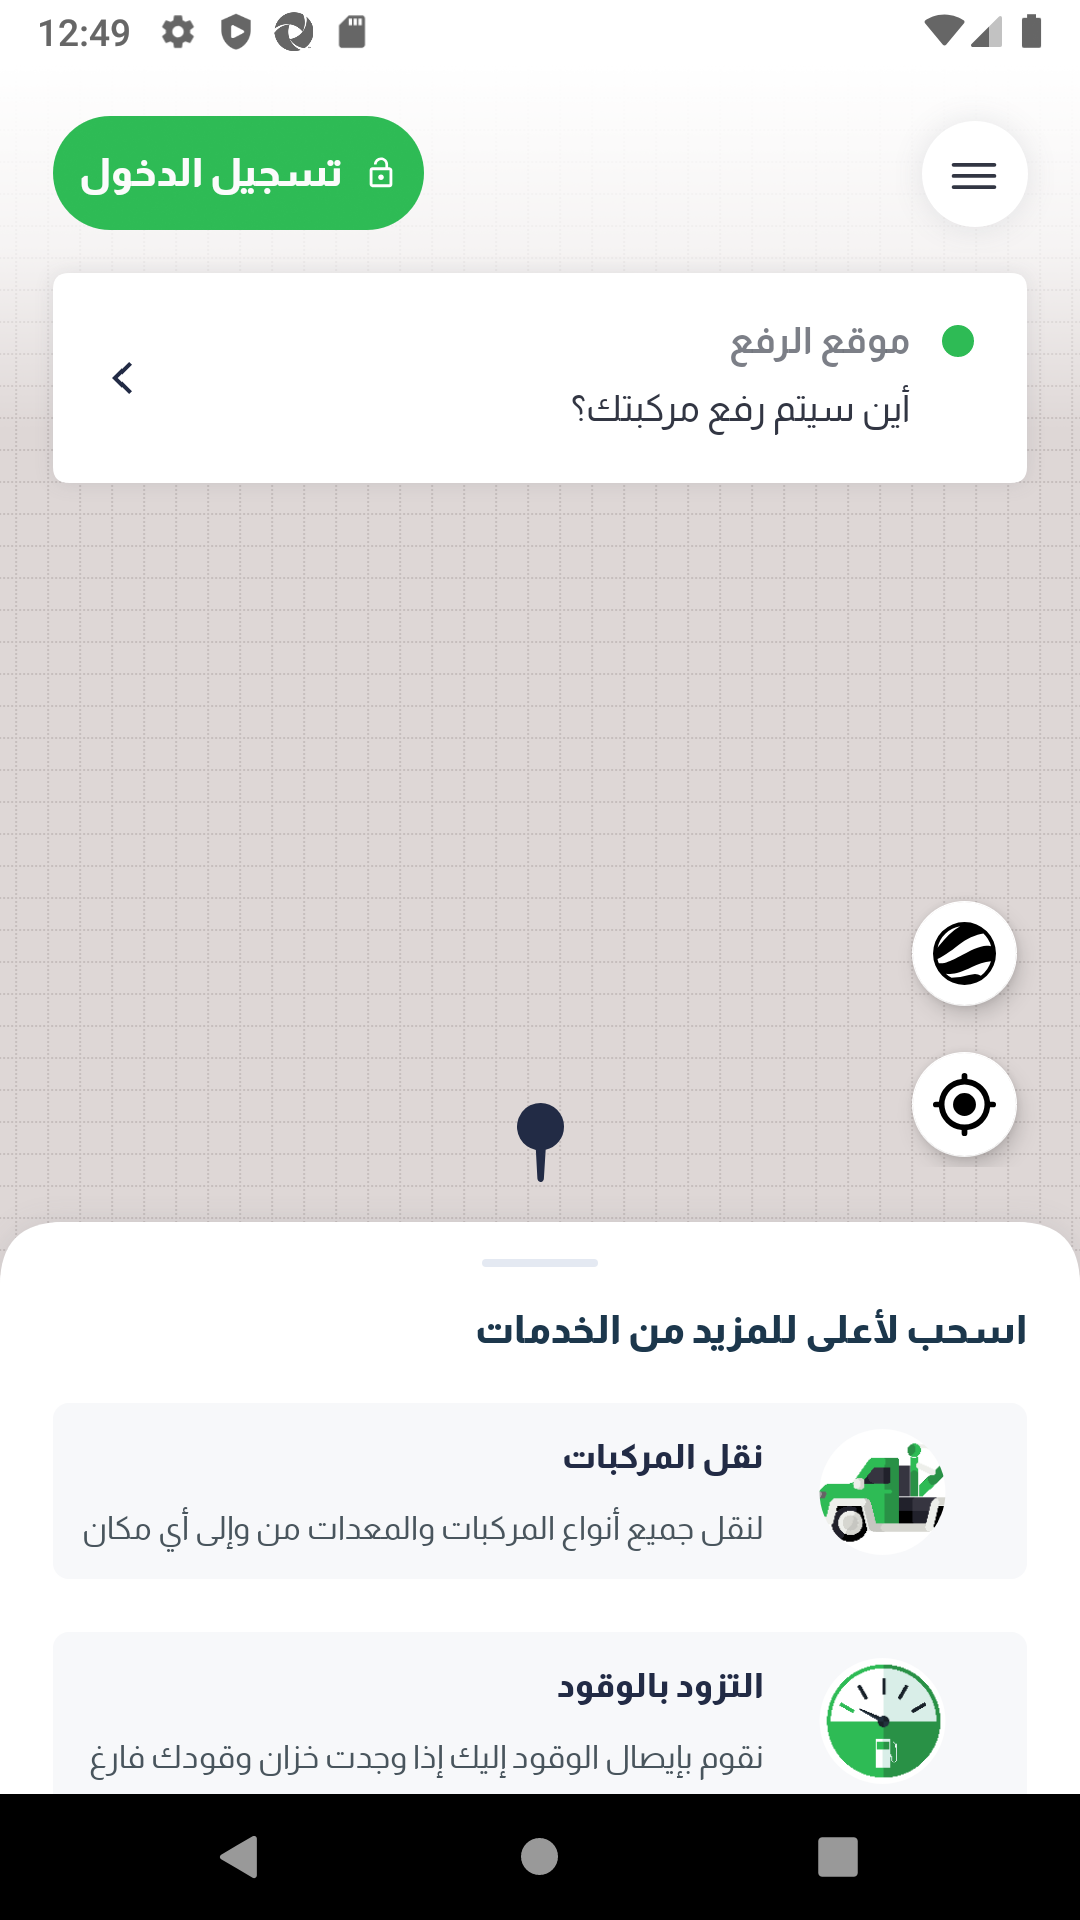 12:49
تسجيل الدخول
موقع الرفع
أين سيتم رفع مركبتك؟
اسحب لأعلى للمزيد من الخدمات
نقل المركبات
لنقل جميع أنواع المركبات والمعدات من وإلى أي مكان
التزود بالوقود
نقوم بإيصال الوقود إليك إذا وجدت خزان وقودك فارغ